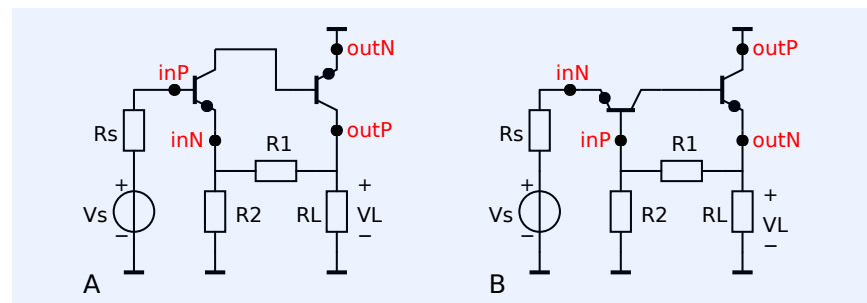 outN
inP
Rs
inN
R1
outP
+
Vs
−
R2
RL
+
VL
−
A
outP
inN
Rs
inP
R1
outN
+
Vs
−
R2
RL
+
VL
−
B